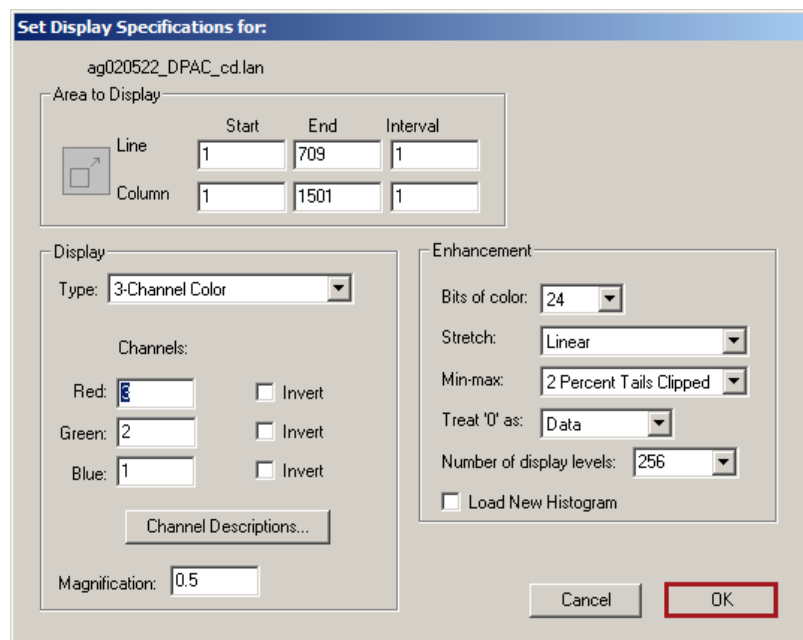 Set Display Specifications for:
ag020522_DPAC_cd.lan
Area to Display
Start End Interval
Line 1 709 1
Column 1 1501 1
Display
Type: 3-Channel Color
Channels:
Red: 3 Invert
Green: 2 Invert
Blue: 1 Invert
Channel Descriptions...
Magnification: 0.5
Enhancement
Bits of color: 24
Stretch: Linear
Min-max: 2 Percent Tails Clipped
Treat '0' as: Data
Number of display levels: 256
Load New Histogram
Cancel OK